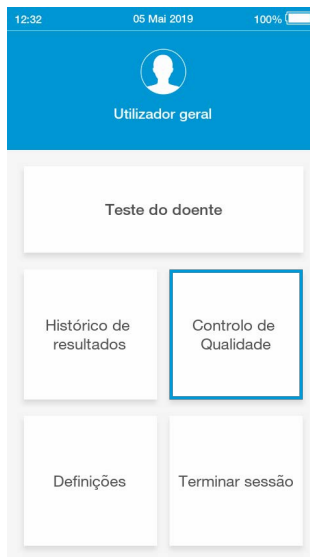 12:32 05 Mai 2019 100%
Utilizador geral
Teste do doente
Histórico de
resultados
Controlo de
Qualidade
Definições
Terminar sessão